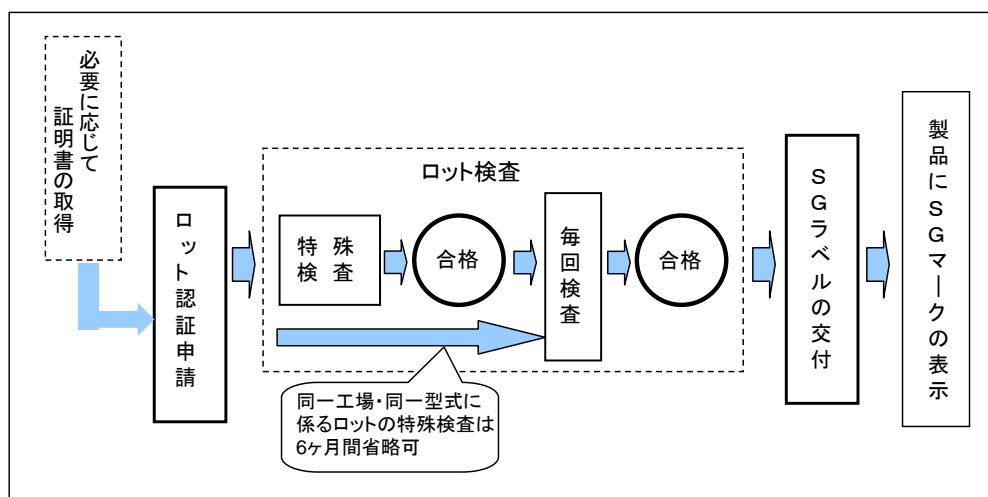 必要に応じて
証明書の取得
ロット認証申請
ロット検査
特殊
検査
合格
毎回検査
合格
同一工場・同一型式に
係るロットの特殊検査は
6ヶ月間省略可
SGラベルの交付
製品にSGマークの表示